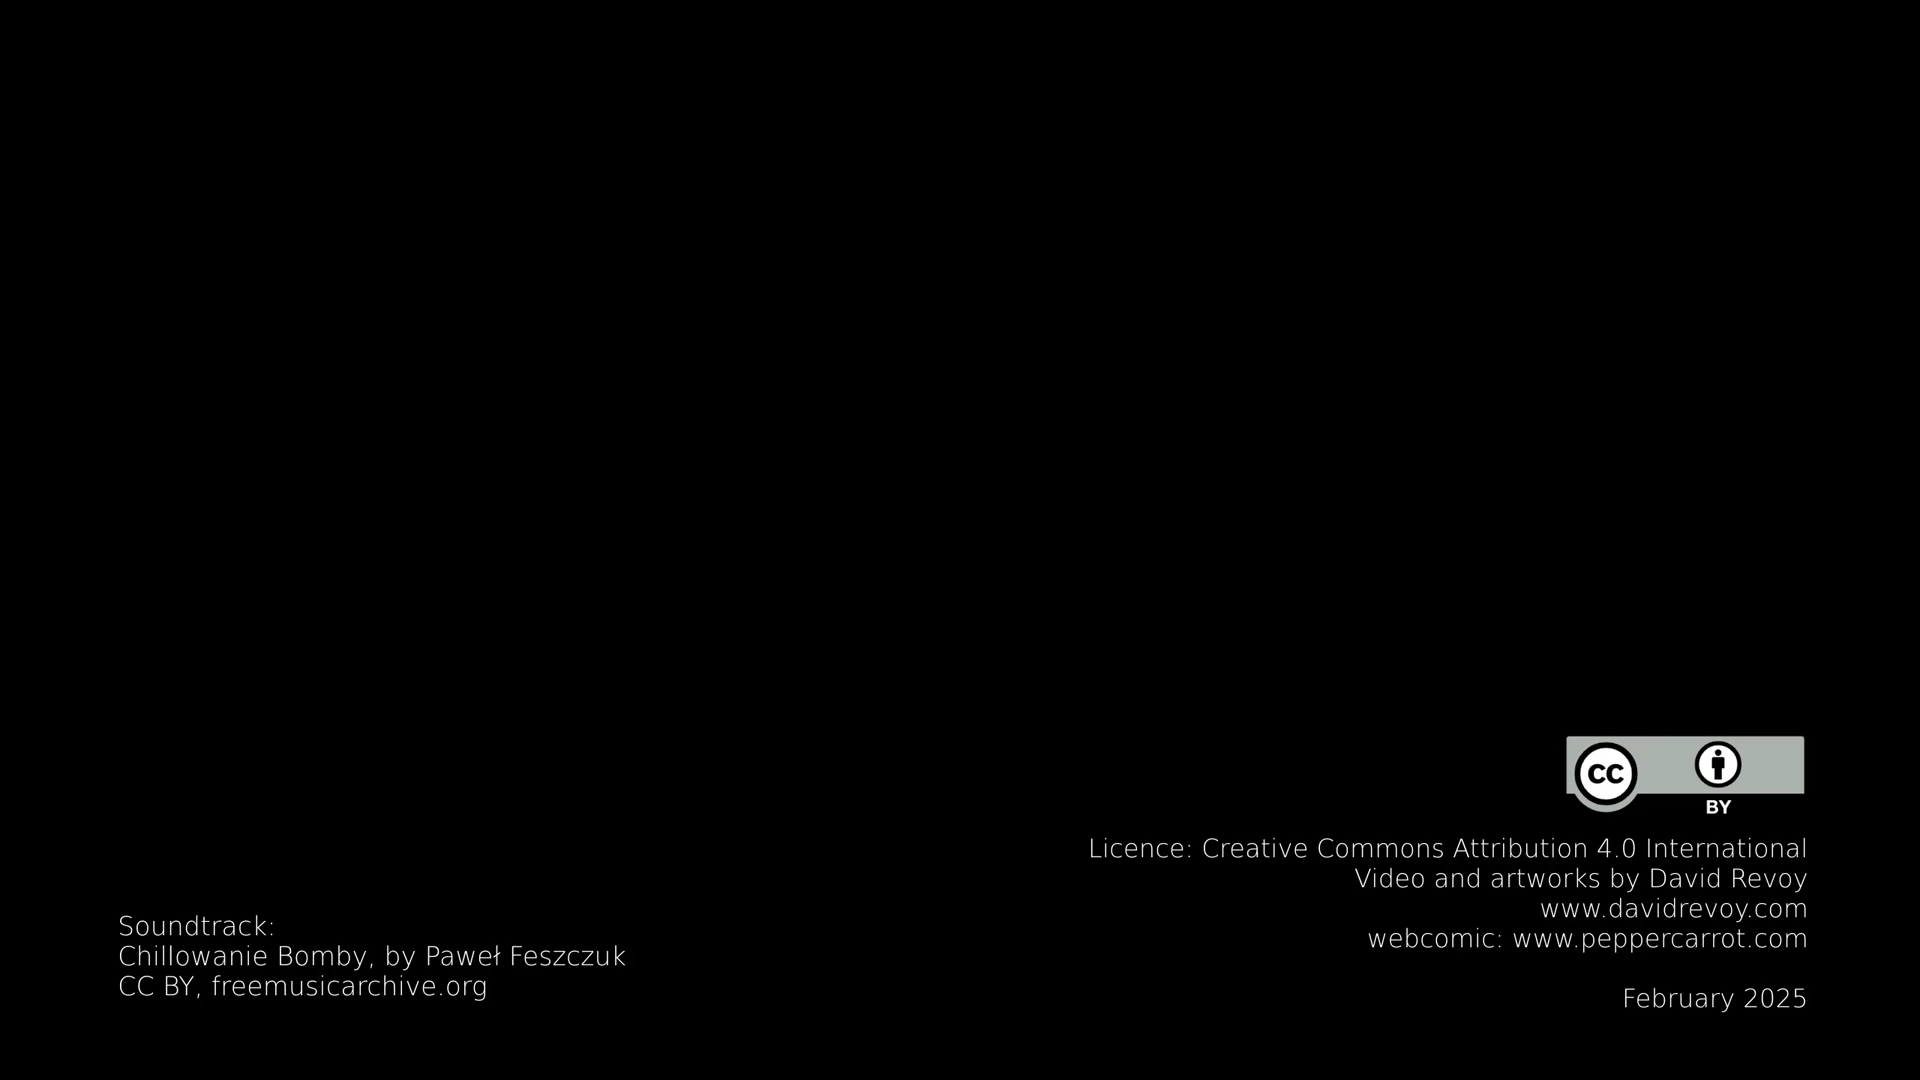 CC
BY
Licence: Creative Commons Attribution 4.0 International
Video and artworks by David Revoy
www.davidrevoy.com
webcomic: www.peppercarrot.com
February 2025
Soundtrack:
Chillowanie Bomby, by Paweł Feszczuk
CC BY, freemusicarchive.org